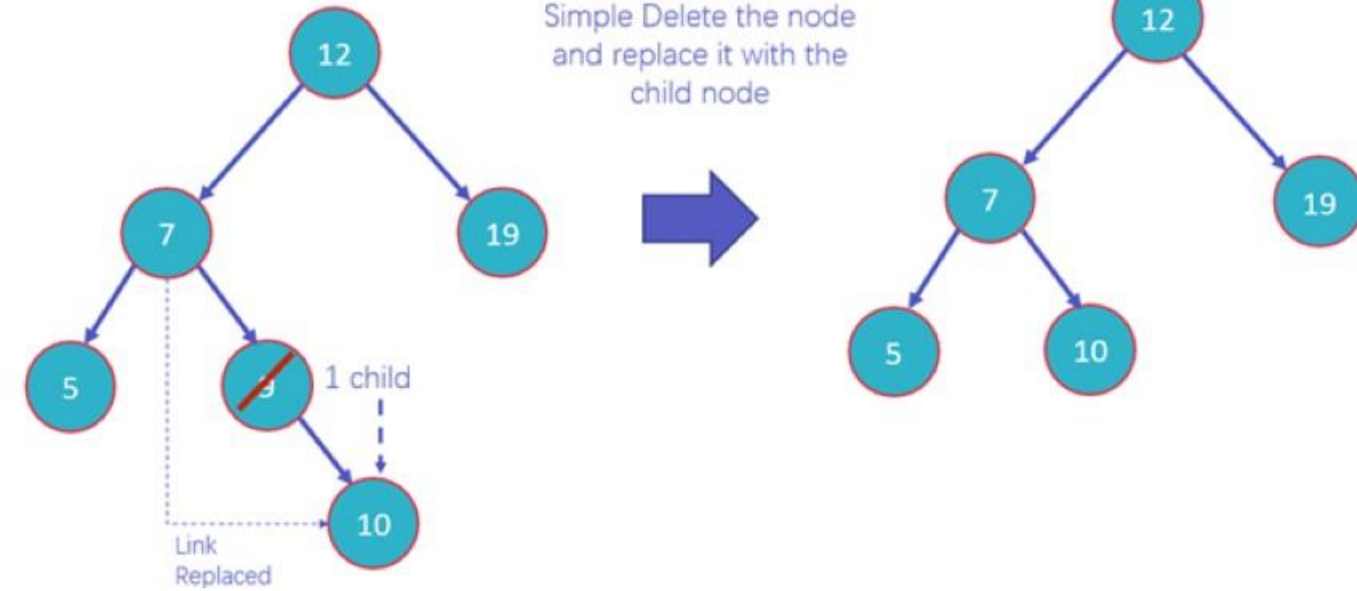 12
Simple Delete the node
and replace it with the
child node
12
7
19
7
19
5
9
1 child
5
10
10
Link
Replaced